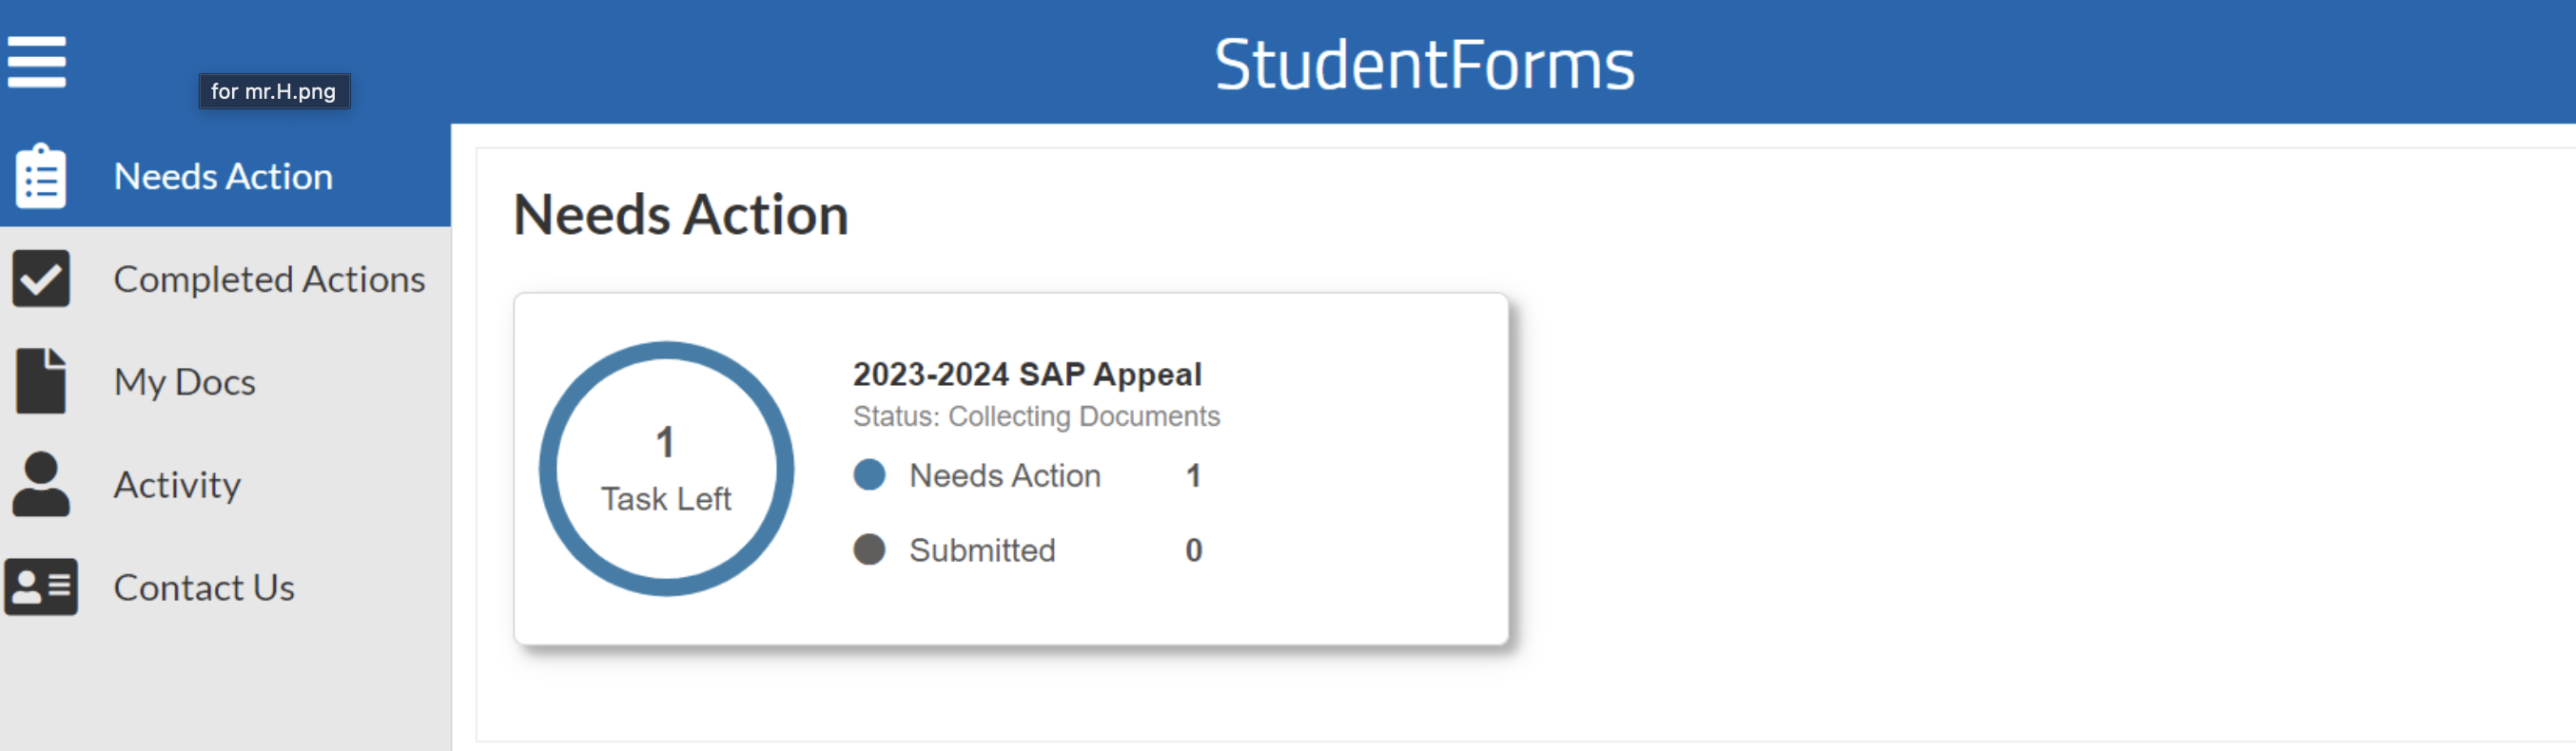 StudentForms
for mr.H.png
Needs Action
Completed Actions
My Docs
Activity
Contact Us
Needs Action
1
Task Left
2023-2024 SAP Appeal
Status: Collecting Documents
Needs Action 1
Submitted 0